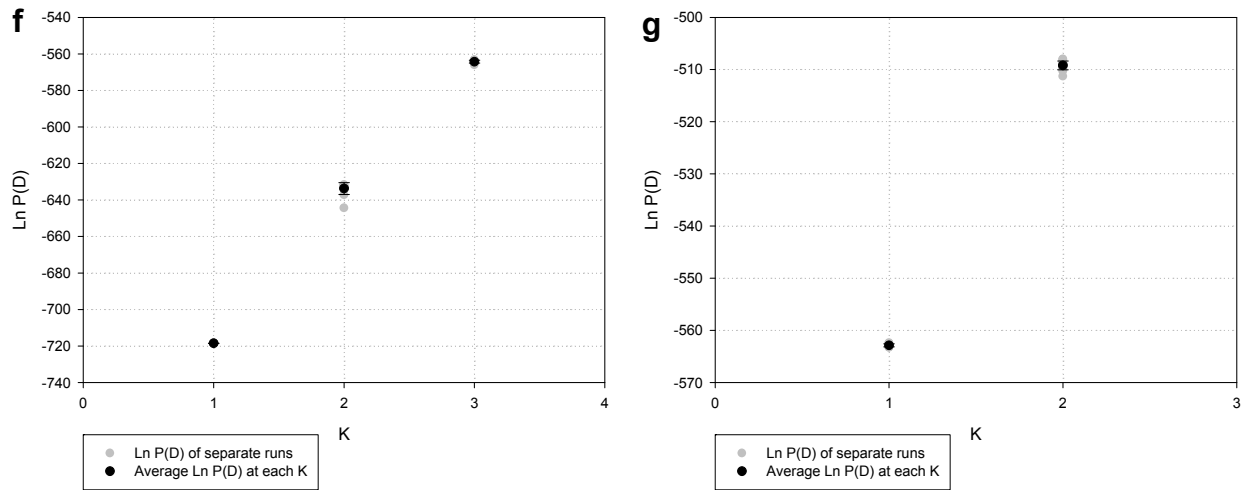 f
-540
-560
-580
-600
-620
-640
-660
-680
-700
-720
-740
Ln P(D)
0 1 2 3 4
K
Ln P(D) of separate runs
Average Ln P(D) at each K
g
-500
-510
-520
-530
-540
-550
-560
-570
Ln P(D)
0 1 2 3
K
Ln P(D) of separate runs
Average Ln P(D) at each K